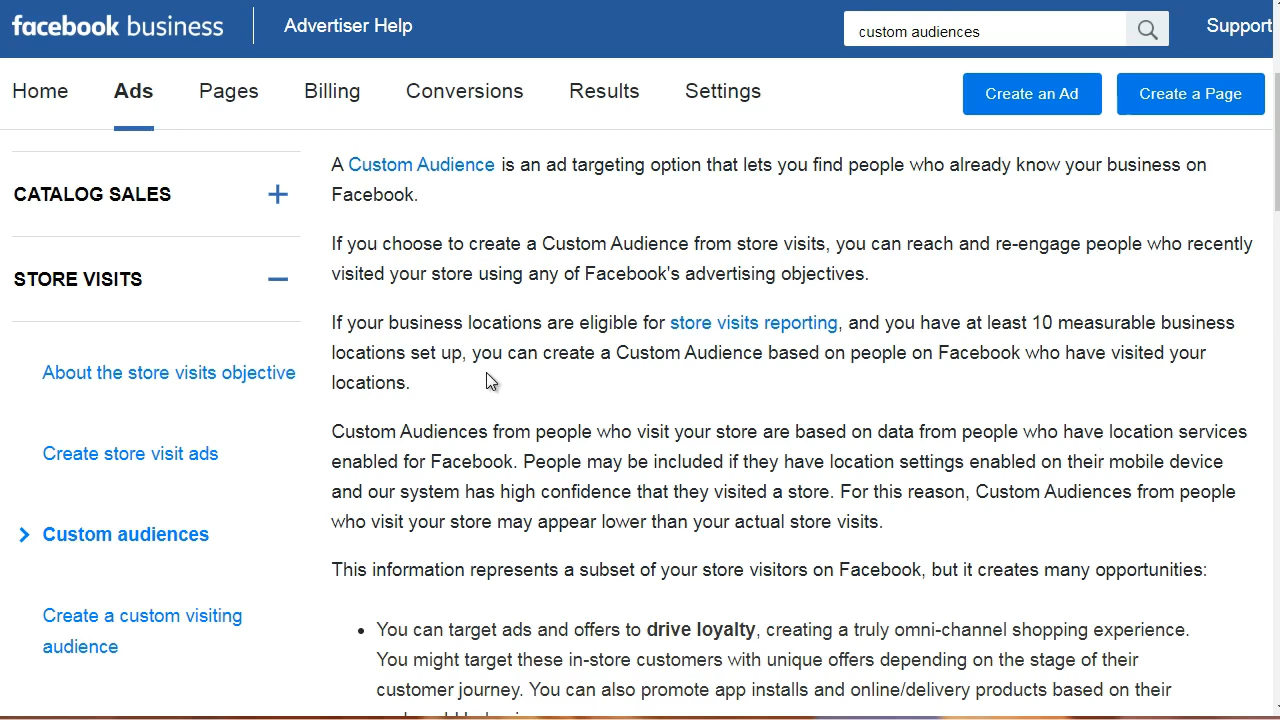 facebook business
Advertiser Help
custom audiences
Support
Home
Ads
Pages
Billing
Conversions
Results
Settings
Create an Ad
Create a Page
CATALOG SALES
STORE VISITS
About the store visits objective
Create store visit ads
Custom audiences
Create a custom visiting
audience
A Custom Audience is an ad targeting option that lets you find people who already know your business on
Facebook.
If you choose to create a Custom Audience from store visits, you can reach and re-engage people who recently
visited your store using any of Facebook's advertising objectives.
If your business locations are eligible for store visits reporting, and you have at least 10 measurable business
locations set up, you can create a Custom Audience based on people on Facebook who have visited your
locations.
Custom Audiences from people who visit your store are based on data from people who have location services
enabled for Facebook. People may be included if they have location settings enabled on their mobile device
and our system has high confidence that they visited a store. For this reason, Custom Audiences from people
who visit your store may appear lower than your actual store visits.
This information represents a subset of your store visitors on Facebook, but it creates many opportunities:
• You can target ads and offers to drive loyalty, creating a truly omni-channel shopping experience.
You might target these in-store customers with unique offers depending on the stage of their
customer journey. You can also promote app installs and online/delivery products based on their